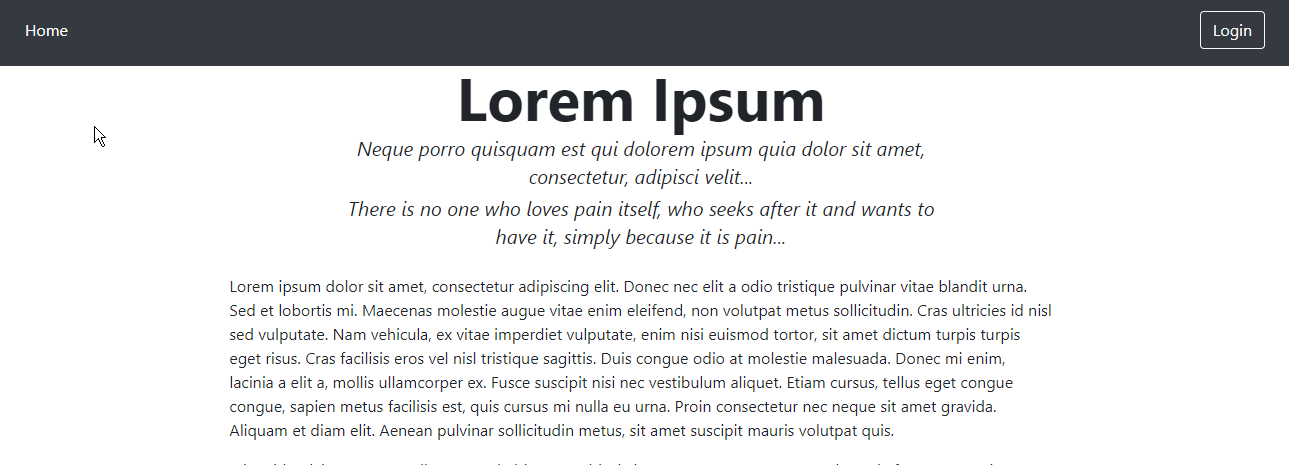 Home
Login
Lorem Ipsum
Neque porro quisquam est qui dolorem ipsum quia dolor sit amet,
consectetur, adipisci velit...
There is no one who loves pain itself, who seeks after it and wants to
have it, simply because it is pain...
Lorem ipsum dolor sit amet, consectetur adipiscing elit. Donec nec elit a odio tristique pulvinar vitae blandit urna.
Sed et lobortis mi. Maecenas molestie augue vitae enim eleifend, non volutpat metus sollicitudin. Cras ultricies id nisl
sed vulputate. Nam vehicula, ex vitae imperdiet vulputate, enim nisi euismod tortor, sit amet dictum turpis turpis
eget risus. Cras facilisis eros vel nisl tristique sagittis. Duis congue odio at molestie malesuada. Donec mi enim,
lacinia a elit a, mollis ullamcorper ex. Fusce suscipit nisi nec vestibulum aliquet. Etiam cursus, tellus eget congue
congue, sapien metus facilisis est, quis cursus mi nulla eu urna. Proin consectetur nec neque sit amet gravida.
Aliquam et diam elit. Aenean pulvinar sollicitudin metus, sit amet suscipit mauris volutpat quis.